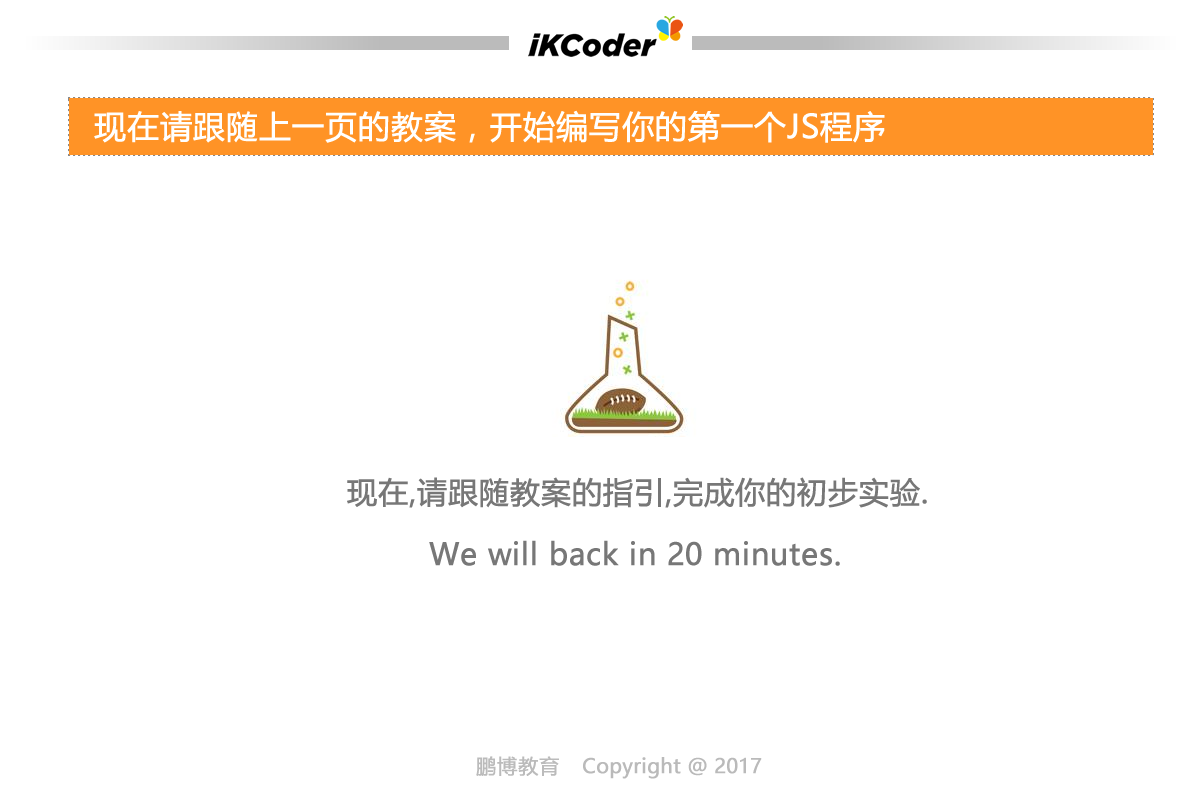 iKCoder
现在请跟随上一页的教案，开始编写你的第一个JS程序
现在,请跟随教案的指引,完成你的初步实验.
We will back in 20 minutes.
鹏博教育 Copyright @ 2017